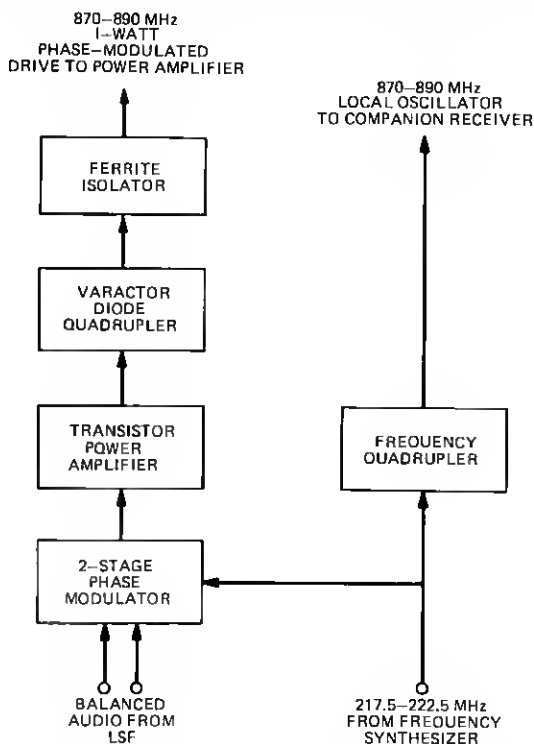 870–890 MHz
1–WATT
PHASE–MODULATED
DRIVE TO POWER AMPLIFIER
870–890 MHz
LOCAL OSCILLATOR
TO COMPANION RECEIVER
FERRITE
ISOLATOR
VARACTOR
DIODE
QUADRUPLER
TRANSISTOR
POWER
AMPLIFIER
FREQUENCY
QUADRUPLER
2–STAGE
PHASE
MODULATOR
BALANCED
AUDIO FROM
LSF
217.5–222.5 MHz
FROM FREQUENCY
SYNTHESIZER